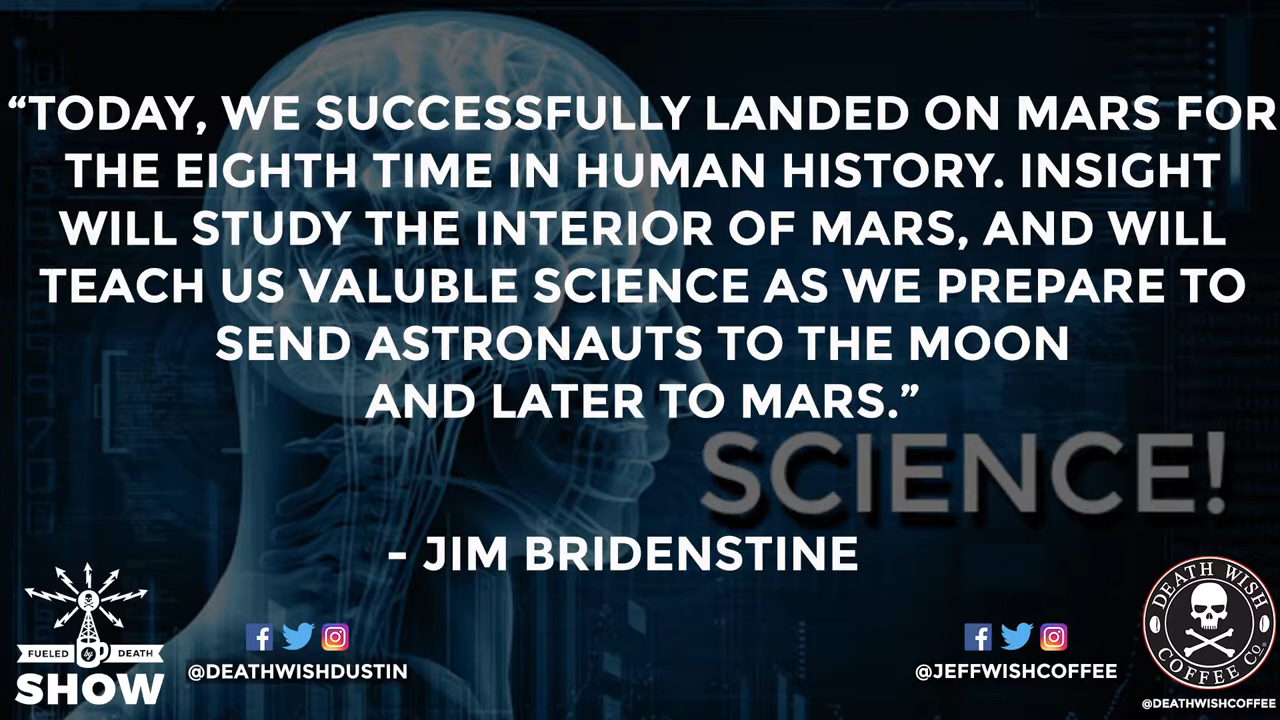 “TODAY, WE SUCCESSFULLY LANDED ON MARS FOR
THE EIGHTH TIME IN HUMAN HISTORY. INSIGHT
WILL STUDY THE INTERIOR OF MARS, AND WILL
TEACH US VALUBLE SCIENCE AS WE PREPARE TO
SEND ASTRONAUTS TO THE MOON
AND LATER TO MARS.”
SCIENCE!
- JIM BRIDENSTINE
FUELED by DEATH
SHOW
@DEATHWISHDUSTIN
@JEFFWISHCOFFEE
DEATH WISH
COFFEE CO.
@DEATHWISHCOFFEE